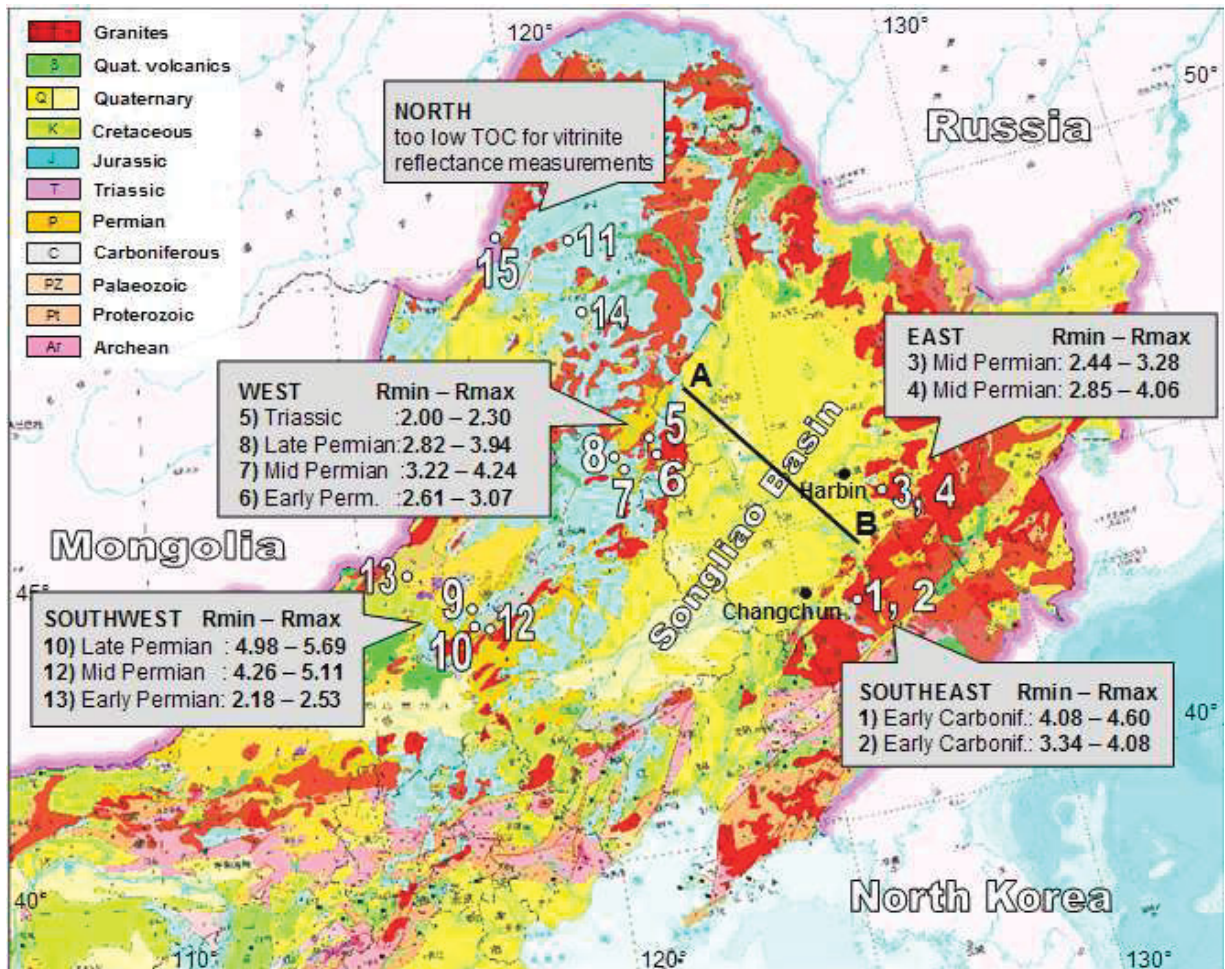 Granites
S Quat. volcanics
Q Quaternary
K Cretaceous
J Jurassic
T Triassic
P Permian
C Carboniferous
PZ Palaeozoic
Pt Proterozoic
Ar Archean
120°
130°
50°
Russia
NORTH
too low TOC for vitrinite
reflectance measurements
11
15
14
EAST Rmin – Rmax
3) Mid Permian: 2.44 – 3.28
4) Mid Permian: 2.85 – 4.06
WEST Rmin – Rmax
5) Triassic :2.00 – 2.30
8) Late Permian:2.82 – 3.94
7) Mid Permian :3.22 – 4.24
6) Early Perm. :2.61 – 3.07
A
5
8
6
7
Songliao Basin
Harbin
3, 4
B
Mongolia
13
45°
9
10
12
Changchun
1, 2
SOUTHWEST Rmin – Rmax
10) Late Permian : 4.98 – 5.69
12) Mid Permian : 4.26 – 5.11
13) Early Permian: 2.18 – 2.53
SOUTHEAST Rmin – Rmax
1) Early Carbonif.: 4.08 – 4.60
2) Early Carbonif.: 3.34 – 4.08
40°
North Korea
40°
110°
120°
130°